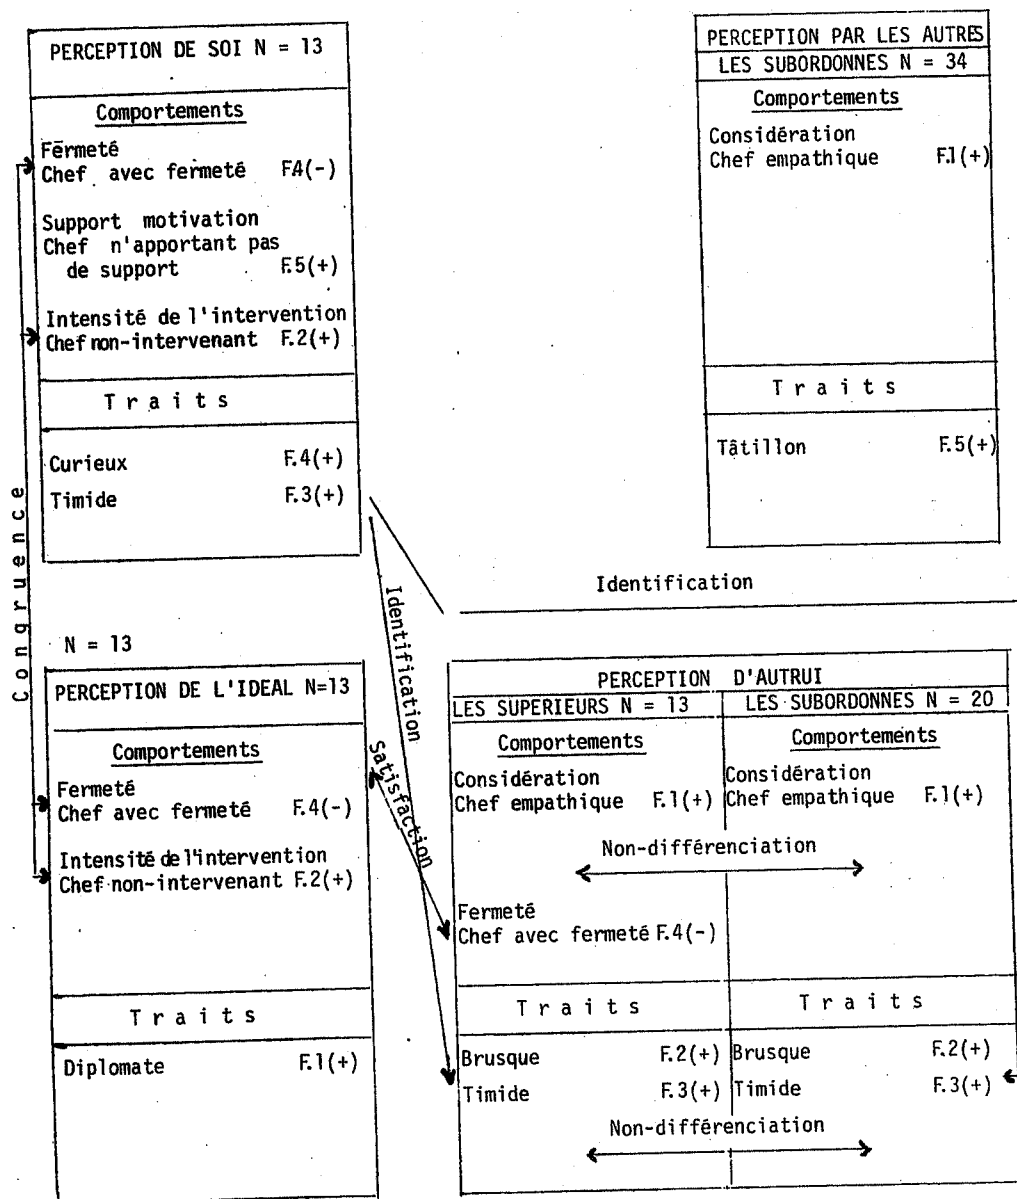 PERCEPTION DE SOI N = 13
Comportements
Fermeté
Chef avec fermeté F4(-)
Support motivation
Chef n'apportant pas
de support F.5(+)
Intensité de l'intervention
Chef non-intervenant F.2(+)
Traits
Curieux F.4(+)
Timide F.3(+)
PERCEPTION PAR LES AUTRES
LES SUBORDONNES N = 34
Comportements
Considération
Chef empathique F.1(+)
Traits
Tâtillon F.5(+)
Congruence
Identification
Identification
Satisfaction
N = 13
PERCEPTION DE L'IDEAL N=13
Comportements
Fermeté
Chef avec fermeté F.4(-)
Intensité de l'intervention
Chef non-intervenant F.2(+)
Traits
Diplomate F.1(+)
PERCEPTION D'AUTRUI
LES SUPERIEURS N = 13
Comportements
Considération
Chef empathique F.1(+)
Fermeté
Chef avec fermeté F.4(-)
Traits
Brusque F.2(+)
Timide F.3(+)
LES SUBORDONNES N = 20
Comportements
Considération
Chef empathique F.1(+)
Non-différenciation
Traits
Brusque F.2(+)
Timide F.3(+)
Non-différenciation